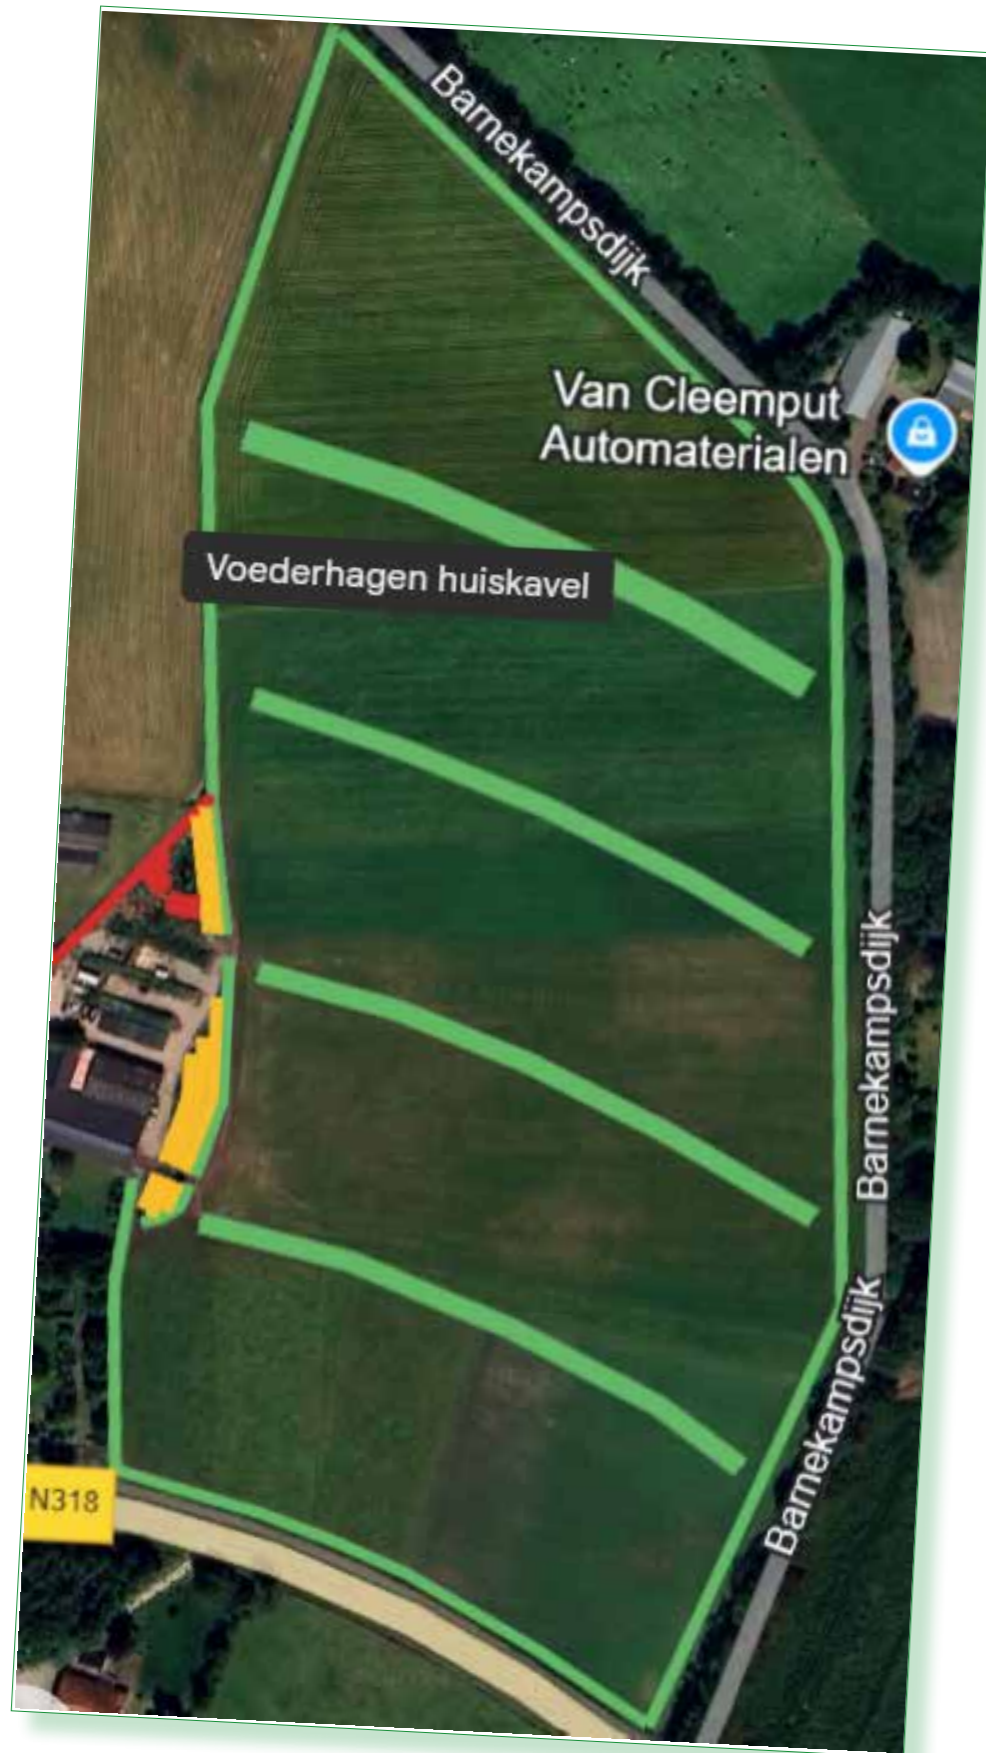 Barnekampsdijk
Van Cleemput
Automaterialen
Voederhagen huiskavel
Barnekampsdijk
Barnekampsdijk
N318